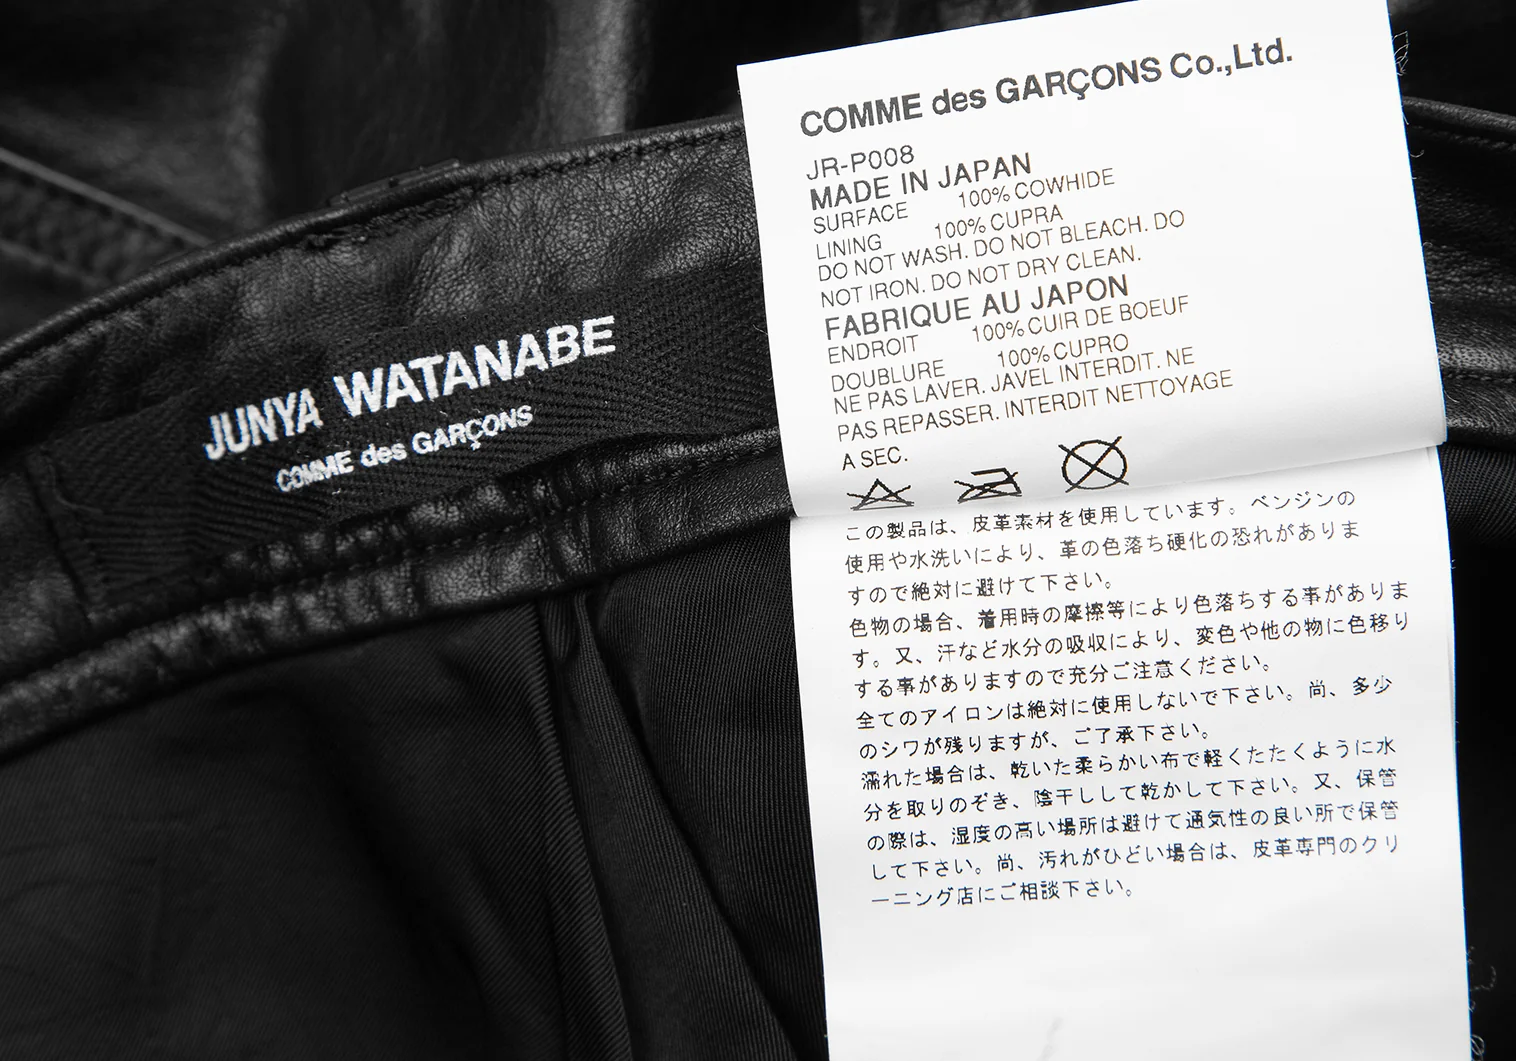 JUNYA WATANABE
COMME des GARÇONS
COMME des GARÇONS Co.,Ltd.
JR-P008
MADE IN JAPAN
SURFACE 100% COWHIDE
LINING 100% CUPRA
DO NOT WASH. DO NOT BLEACH. DO
NOT IRON. DO NOT DRY CLEAN.
FABRIQUE AU JAPON
ENDROIT 100% CUIR DE BOEUF
DOUBLURE 100% CUPRO
NE PAS LAVER. JAVEL INTERDIT. NE
PAS REPASSER. INTERDIT NETTOYAGE
A SEC.
この製品は、皮革素材を使用しています。ベンジンの
使用や水洗いにより、革の色落ち硬化の恐れがありま
すので絶対に避けて下さい。
色物の場合、着用時の摩擦等により色落ちする事がありま
す。又、汗など水分の吸収により、変色や他の物に色移り
する事がありますので充分ご注意ください。
全てのアイロンは絶対に使用しないで下さい。尚、多少
のシワが残りますが、ご了承下さい。
濡れた場合は、乾いた柔らかい布で軽くたたくように水
分を取りのぞき、陰干しして乾かして下さい。又、保管
の際は、湿度の高い場所は避けて通気性の良い所で保管
して下さい。尚、汚れがひどい場合は、皮革専門のクリ
ーニング店にご相談下さい。